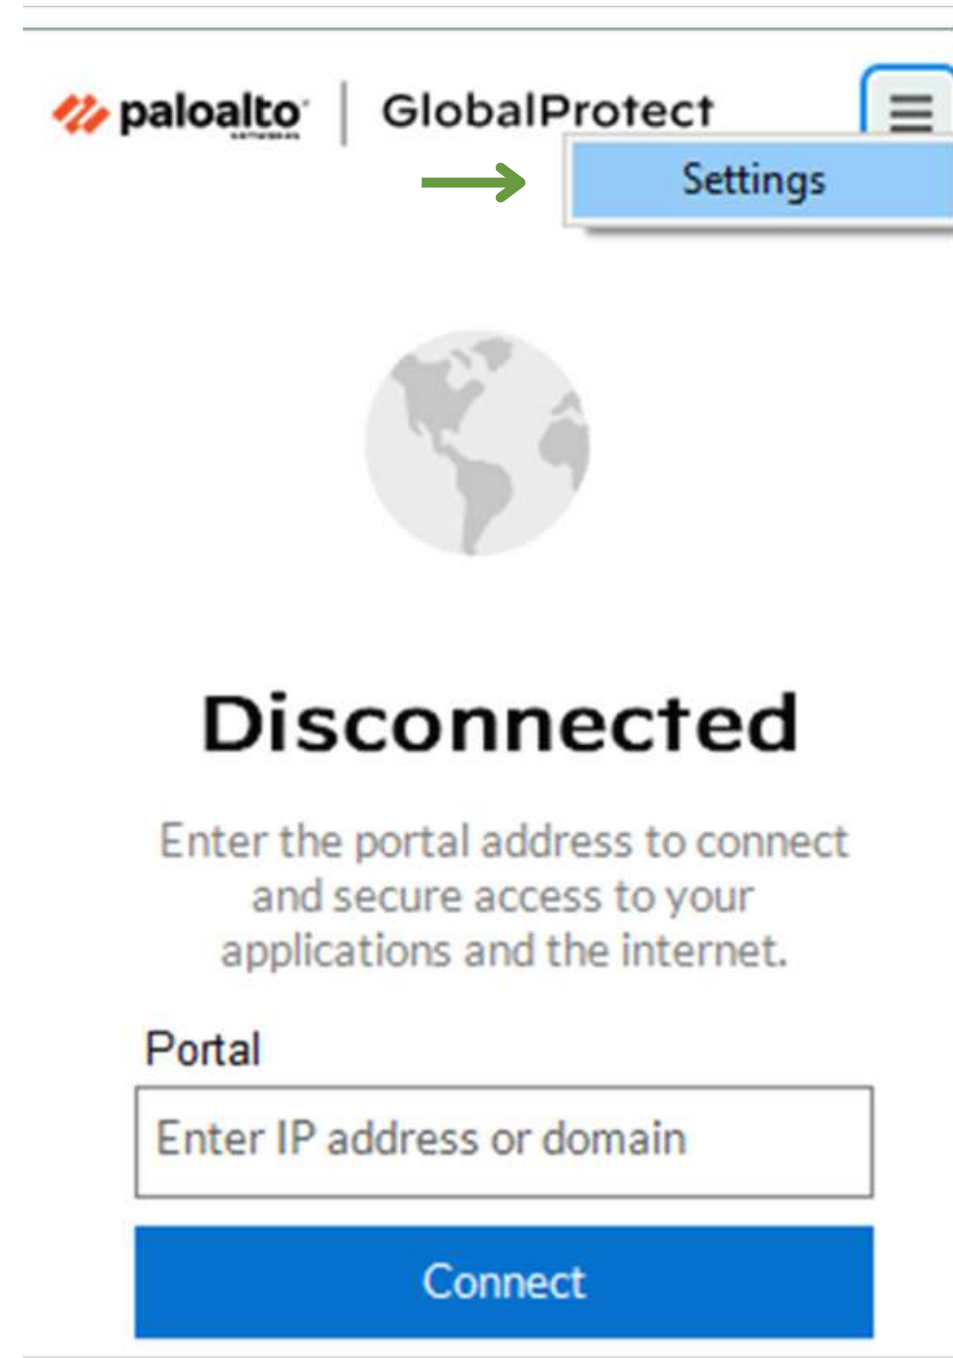 paloalto
NETWORKS
GlobalProtect
Settings
Disconnected
Enter the portal address to connect
and secure access to your
applications and the internet.
Portal
Enter IP address or domain
Connect